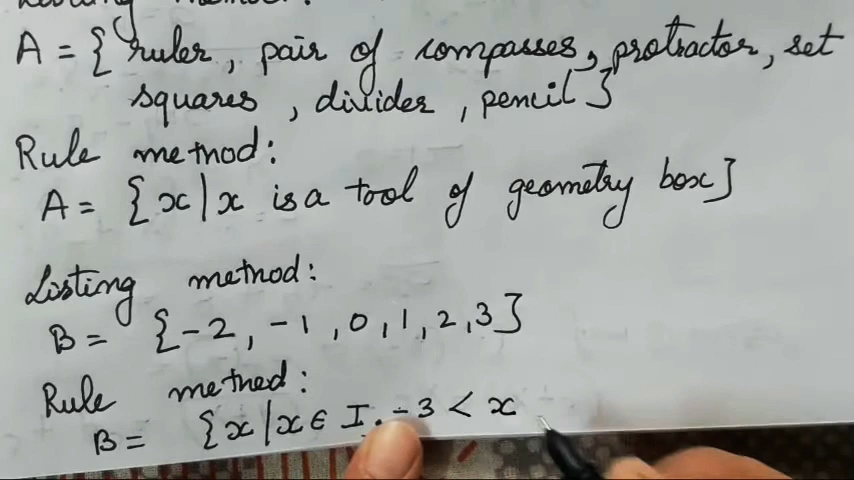 A = { ruler, pair of compasses, protractor, set
squares, divider, pencil}
Rule method:
A = {x|x is a tool of geometry box}
Listing method:
B = {-2, -1, 0, 1, 2, 3}
Rule method:
B = {x|x∈ I, -3 < x